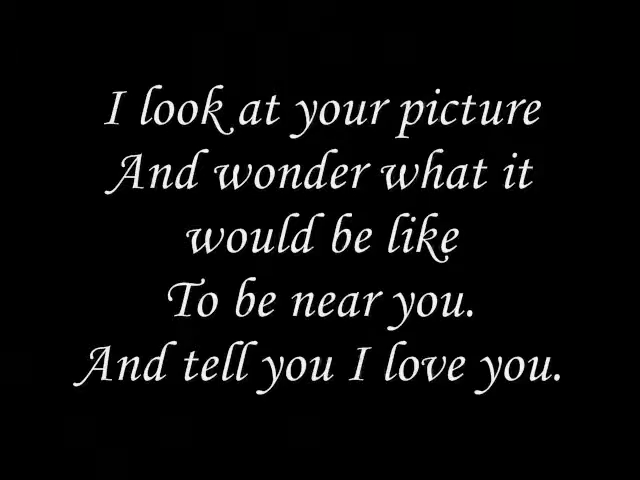 I look at your picture
And wonder what it
would be like
To be near you.
And tell you I love you.